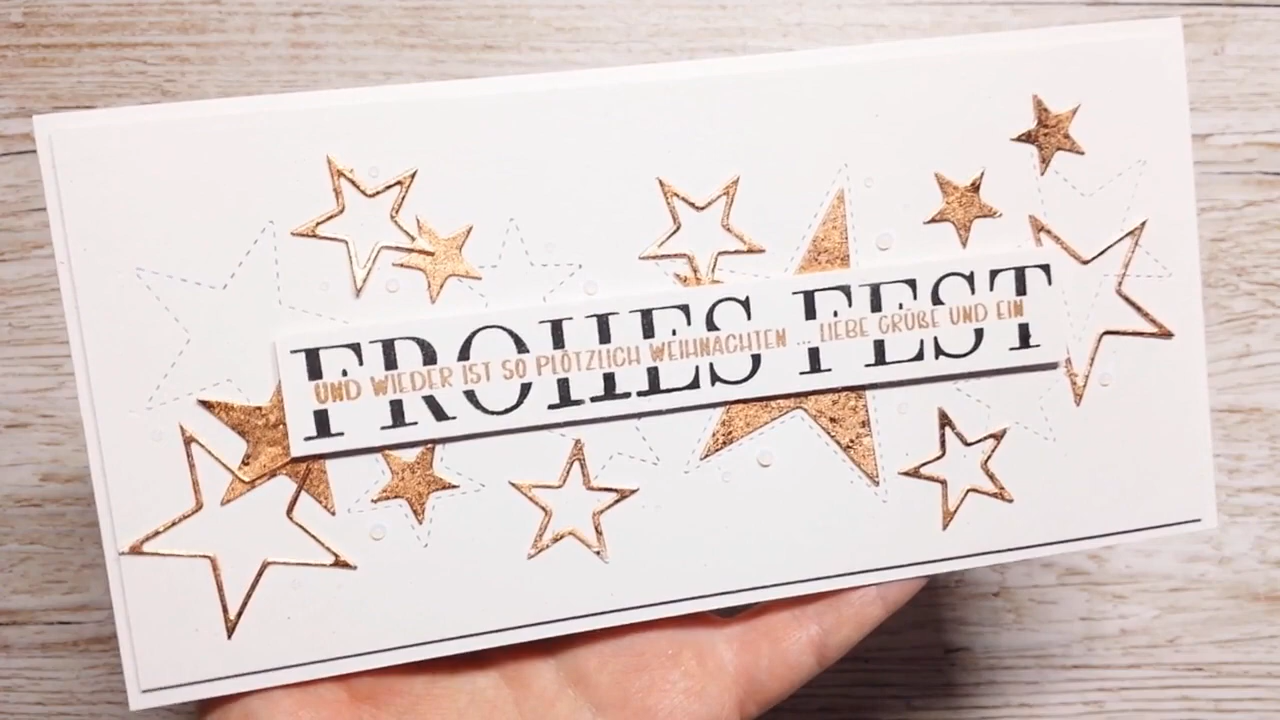 FROHES FEST
UND WIEDER IST SO PLÖTZLICH WEIHNACHTEN ... LIEBE GRÜßE UND EIN